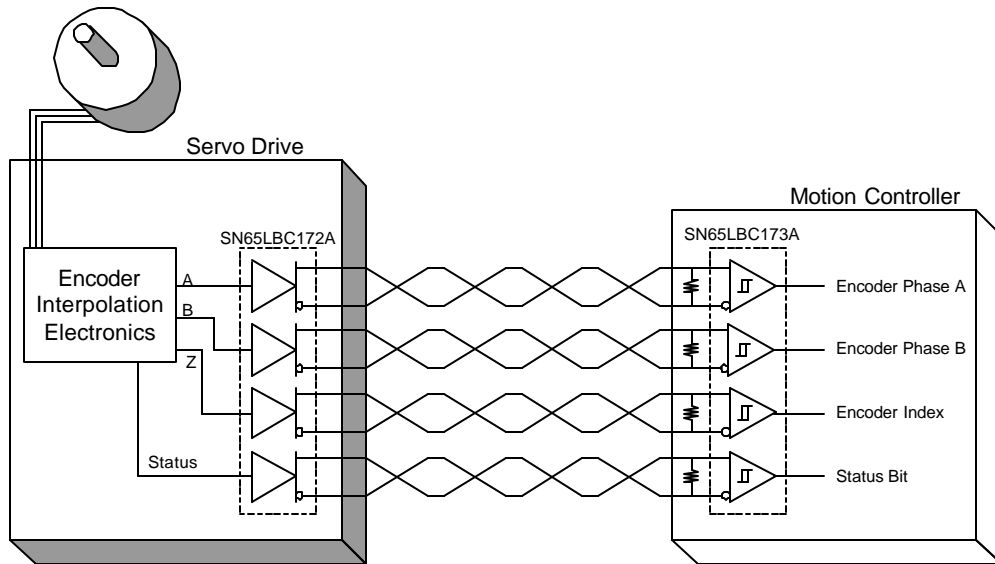 Servo Drive
Motion Controller
SN65LBC172A
SN65LBC173A
Encoder
Interpolation
Electronics
A
B
Z
Status
Encoder Phase A
Encoder Phase B
Encoder Index
Status Bit